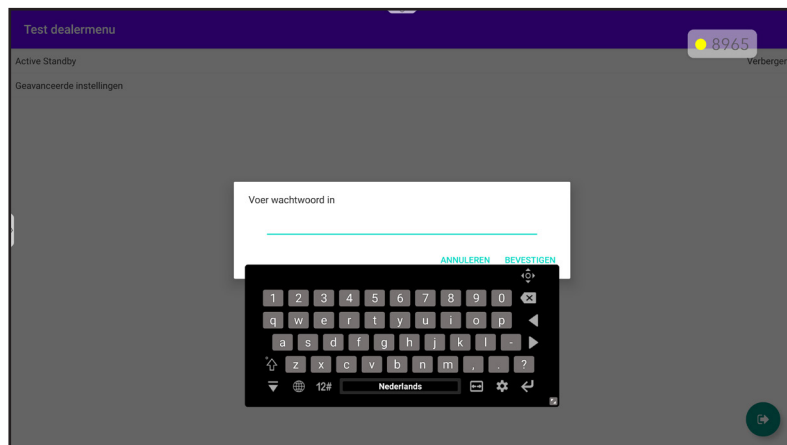 Test dealermenu
8965
Active Standby
Verbergen
Geavanceerde instellingen
Voer wachtwoord in
ANNULEREN BEVESTIGEN
1 2 3 4 5 6 7 8 9 0
q w e r t y u i o p
a s d f g h j k l -
z x c v b n m , . ?
12# Nederlands